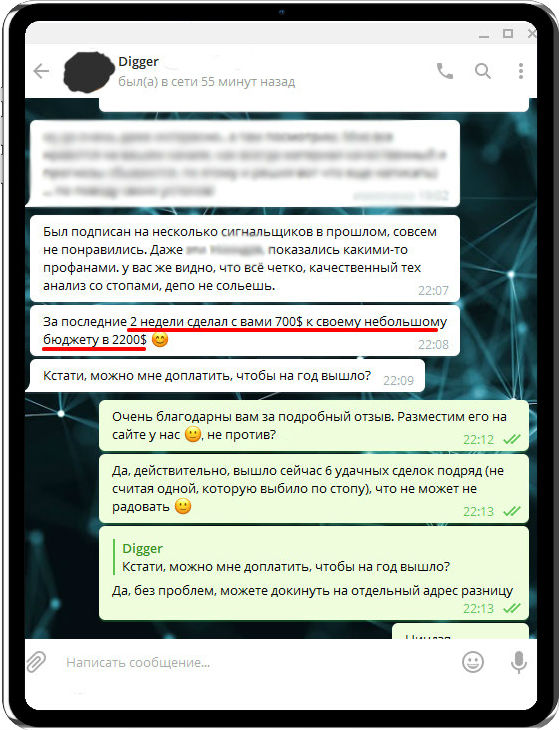 Digger
был(а) в сети 55 минут назад
Был подписан на несколько сигнальщиков в прошлом, совсем
не понравились. Даже показались какими-то
профанами. у вас же видно, что всё четко, качественный тех
анализ со стопами, депо не сольешь.
22:07
За последние 2 недели сделал с вами 700$ к своему небольшому
бюджету в 2200$ 😊
22:08
Кстати, можно мне доплатить, чтобы на год вышло?
22:09
Очень благодарны вам за подробный отзыв. Разместим его на
сайте у нас 🙂, не против?
22:12
Да, действительно, вышло сейчас 6 удачных сделок подряд (не
считая одной, которую выбило по стопу), что не может не
радовать 🙂
22:13
Digger
Кстати, можно мне доплатить, чтобы на год вышло?
Да, без проблем, можете докинуть на отдельный адрес разницу
22:13
Написать сообщение...